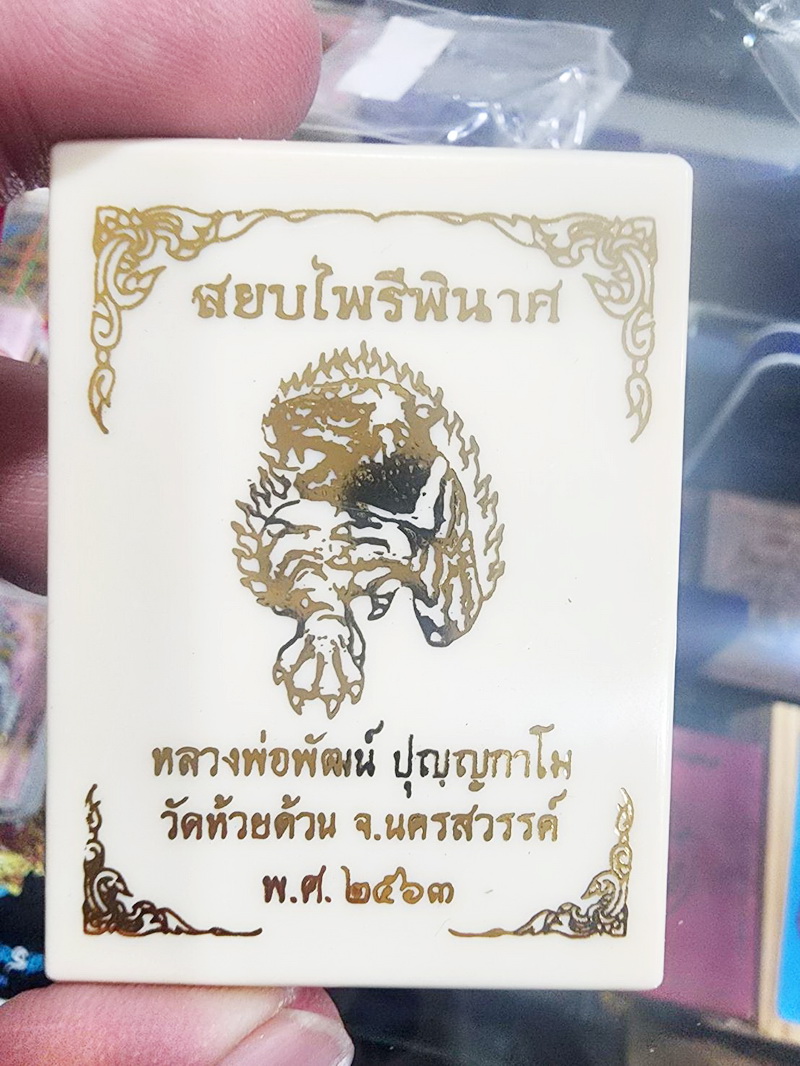 สยบไพรีพินาศ
หลวงพ่อพัฒน์ ปุญฺญกาโม
วัดห้วยด้วน จ.นครสวรรค์
พ.ศ. ๒๕๖๓